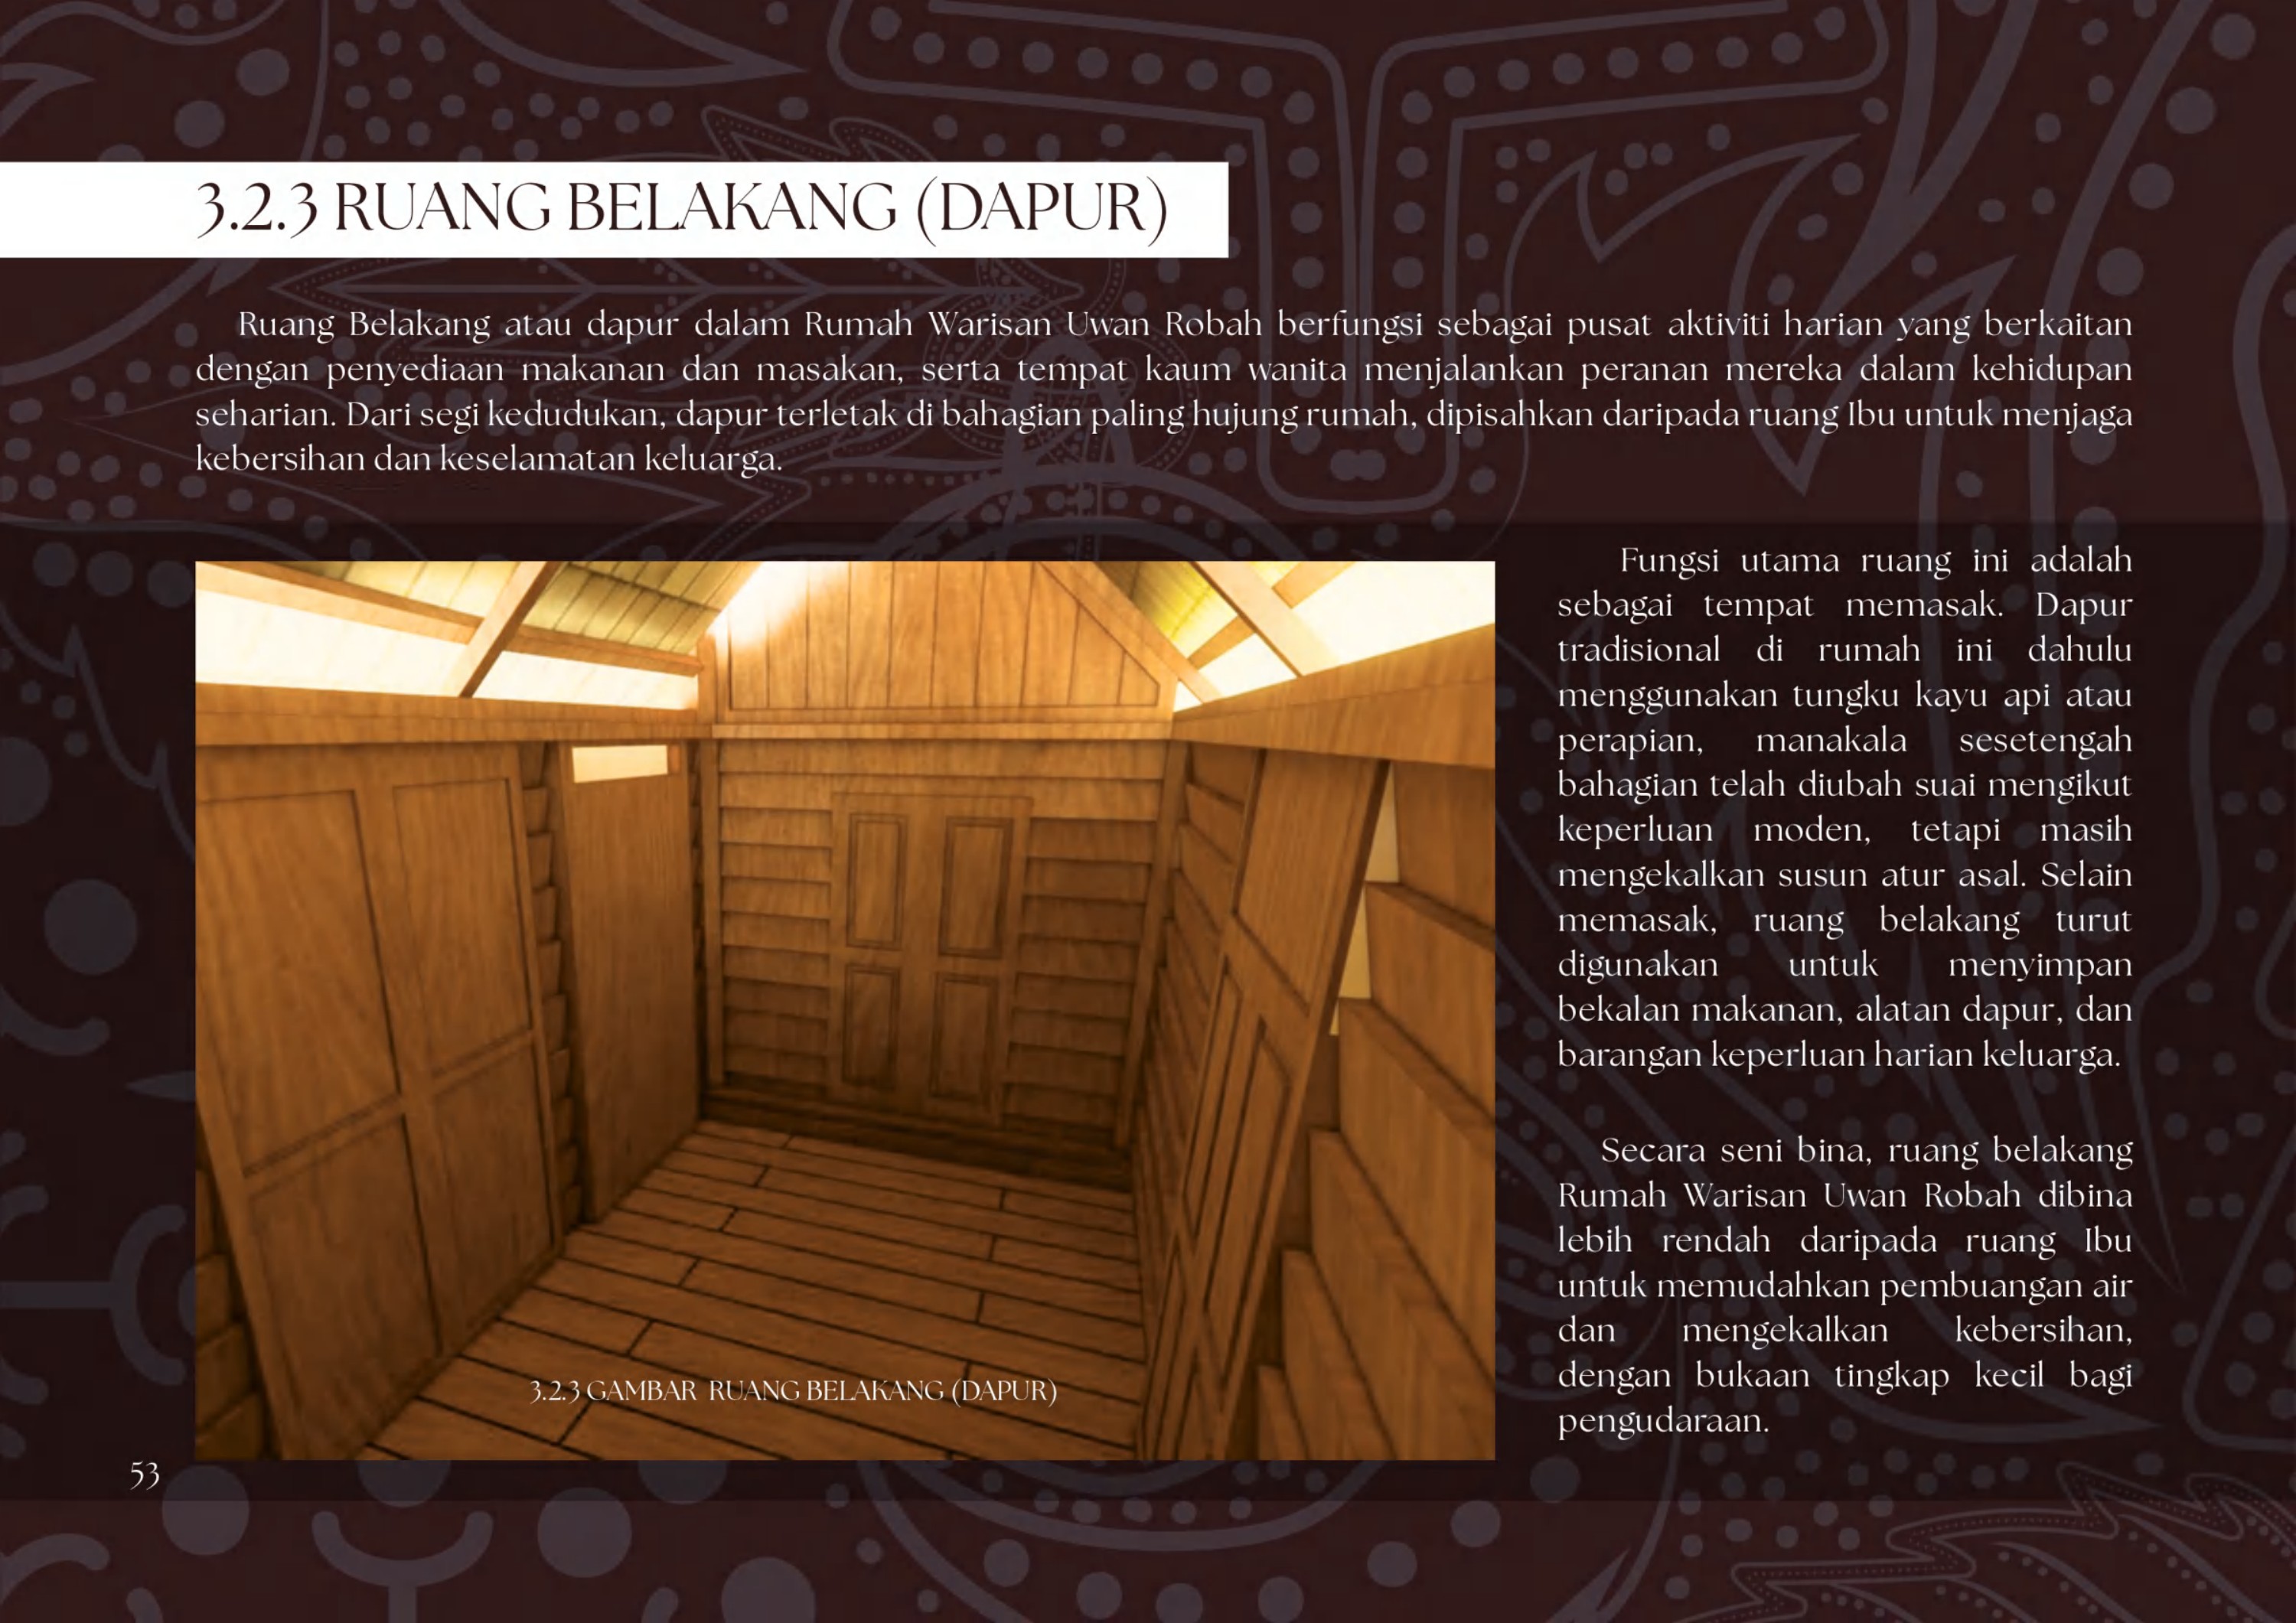 3.2.3 RUANG BELAKANG (DAPUR)
Ruang Belakang atau dapur dalam Rumah Warisan Uwan Robah berfungsi sebagai pusat aktiviti harian yang berkaitan
dengan penyediaan makanan dan masakan, serta tempat kaum wanita menjalankan peranan mereka dalam kehidupan
seharian. Dari segi kedudukan, dapur terletak di bahagian paling hujung rumah, dipisahkan daripada ruang Ibu untuk menjaga
kebersihan dan keselamatan keluarga.
Fungsi utama ruang ini adalah
sebagai tempat memasak. Dapur
tradisional di rumah ini dahulu
menggunakan tungku kayu api atau
perapian, manakala sesetengah
bahagian telah diubah suai mengikut
keperluan moden, tetapi masih
mengekalkan susun atur asal. Selain
memasak, ruang belakang turut
digunakan untuk menyimpan
bekalan makanan, alatan dapur, dan
barangan keperluan harian keluarga.
Secara seni bina, ruang belakang
Rumah Warisan Uwan Robah dibina
lebih rendah daripada ruang Ibu
untuk memudahkan pembuangan air
dan mengekalkan kebersihan,
dengan bukaan tingkap kecil bagi
pengudaraan.
3.2.3 GAMBAR RUANG BELAKANG (DAPUR)
53